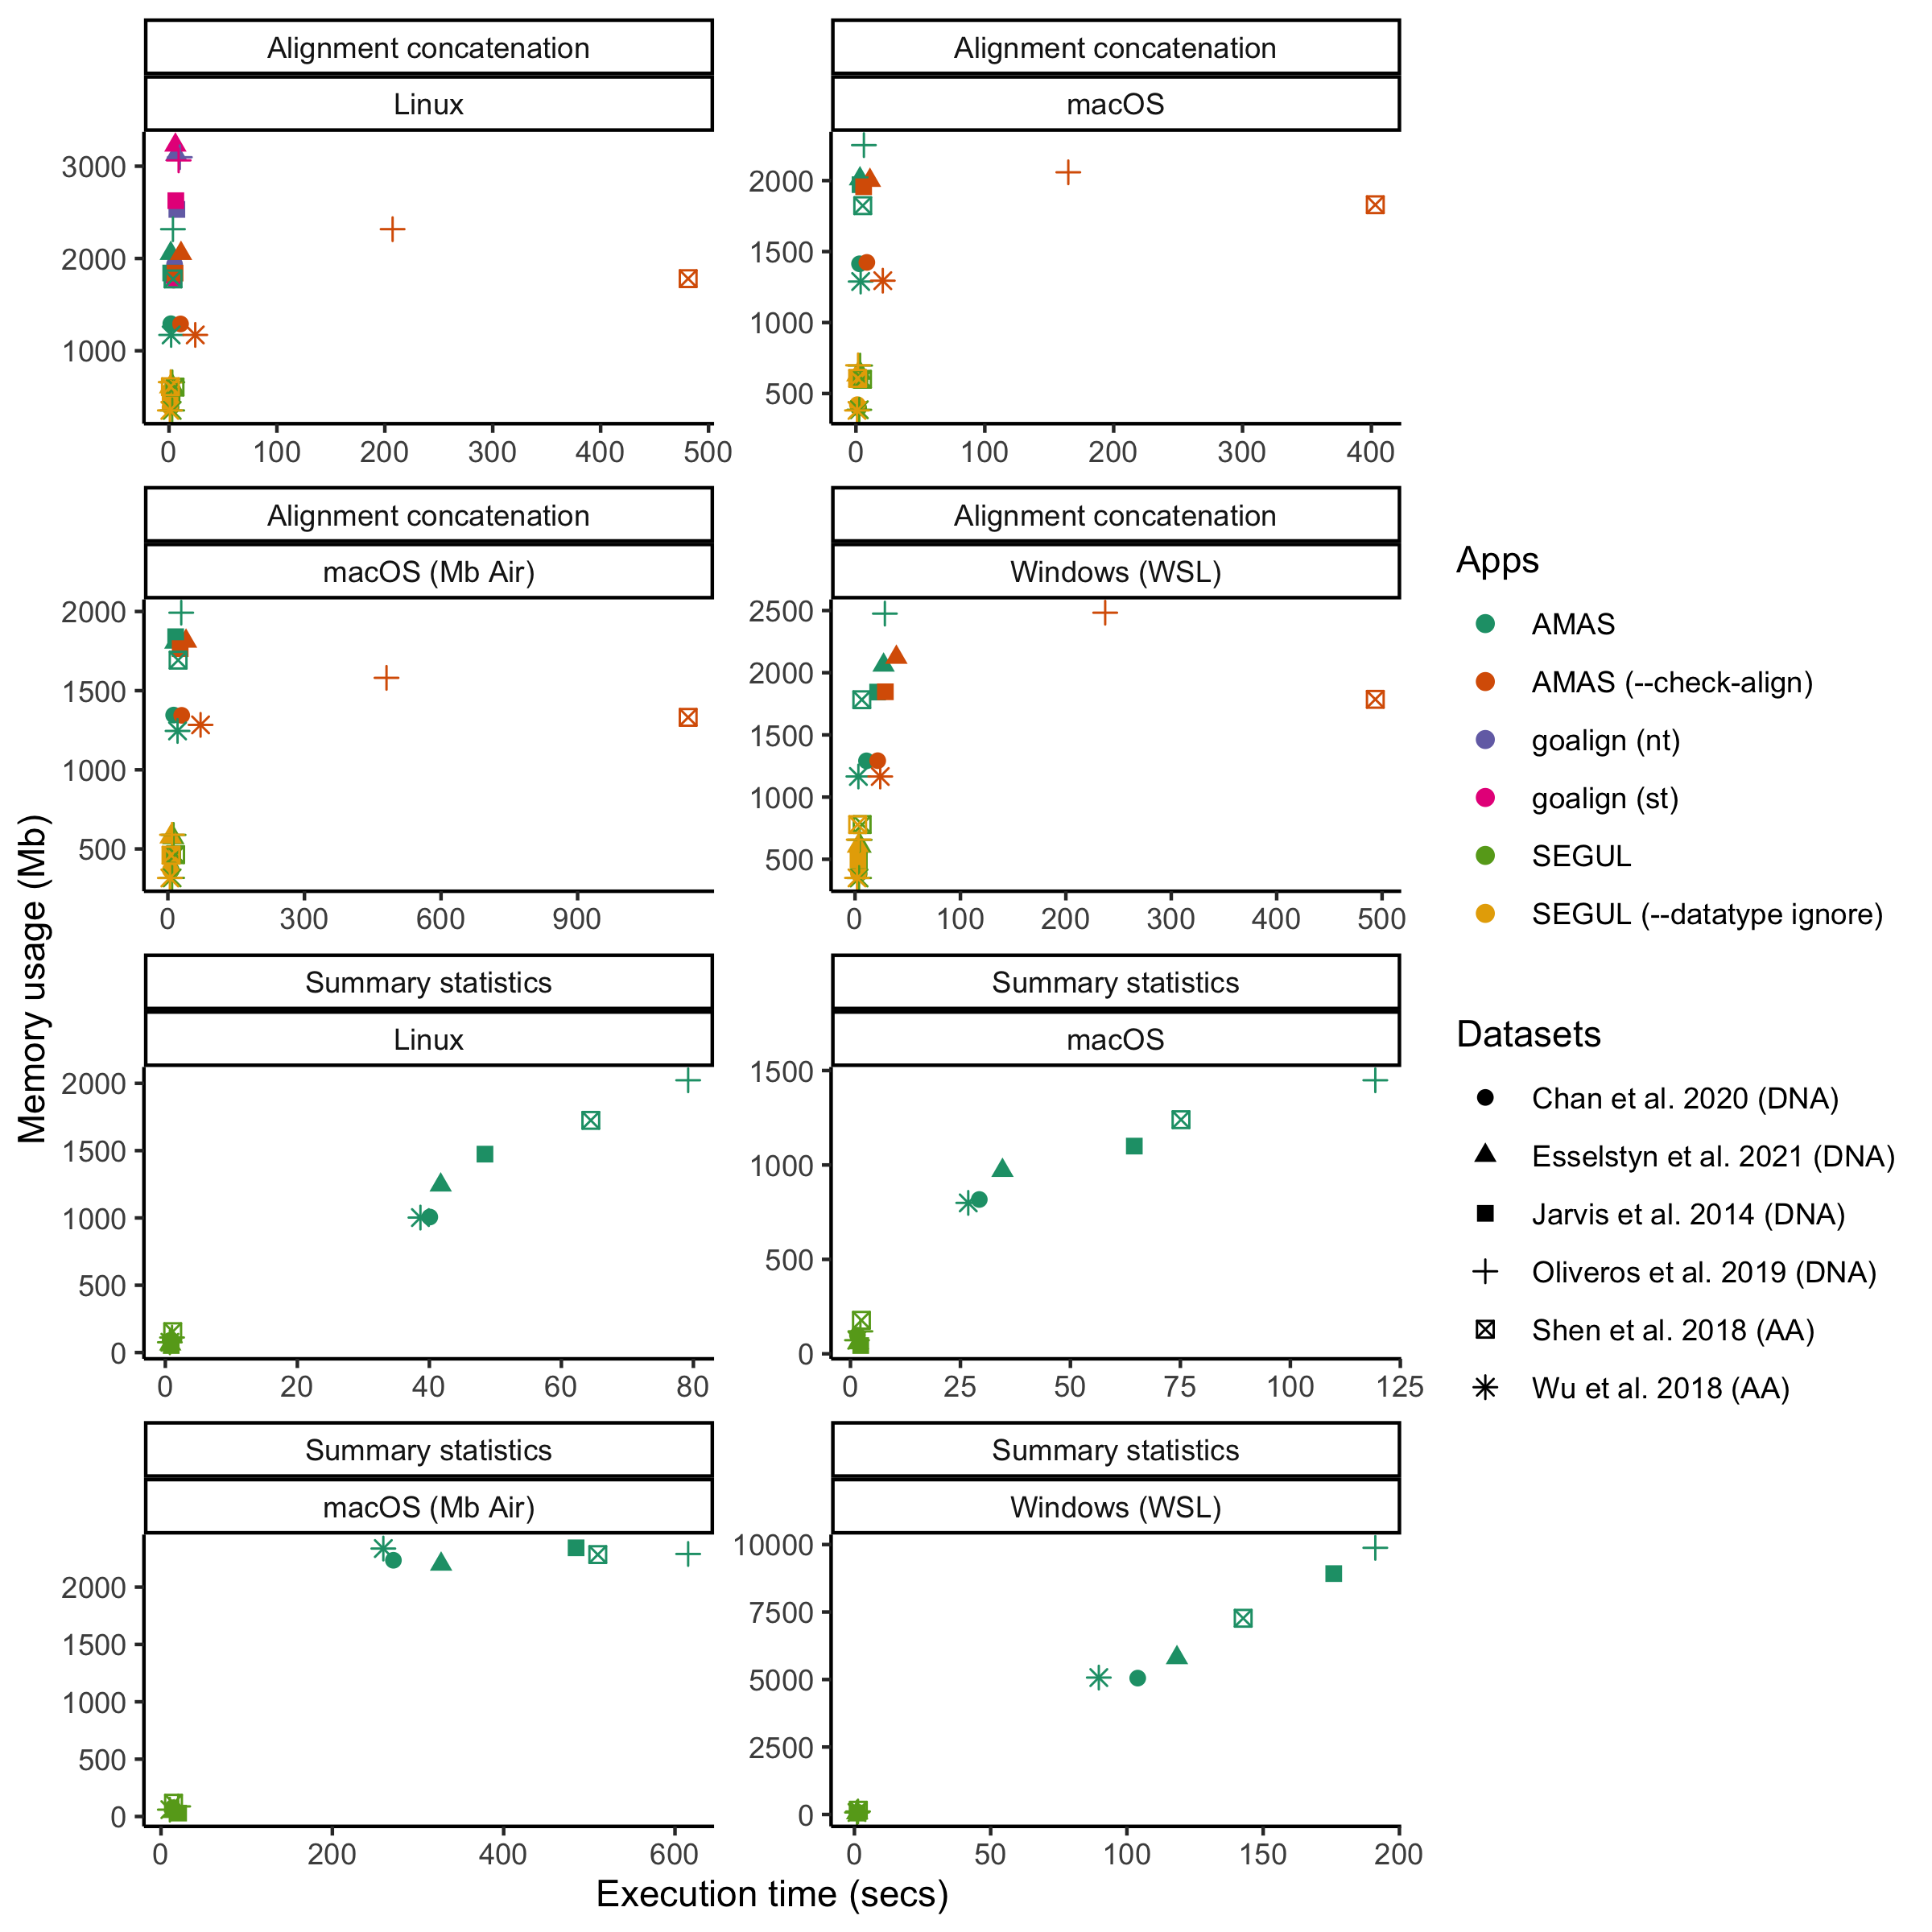 Alignment concatenation
Linux
3000
2000
1000
0 100 200 300 400 500
Alignment concatenation
macOS
2000
1500
1000
500
0 100 200 300 400
Alignment concatenation
macOS (Mb Air)
2000
1500
1000
500
0 300 600 900
Alignment concatenation
Windows (WSL)
2500
2000
1500
1000
500
0 100 200 300 400 500
Summary statistics
Linux
2000
1500
1000
500
0
0 20 40 60 80
Summary statistics
macOS
1500
1000
500
0
0 25 50 75 100 125
Summary statistics
macOS (Mb Air)
2000
1500
1000
500
0
0 200 400 600
Summary statistics
Windows (WSL)
10000
7500
5000
2500
0
0 50 100 150 200
Memory usage (Mb)
Execution time (secs)
Apps
AMAS
AMAS (--check-align)
goalign (nt)
goalign (st)
SEGUL
SEGUL (--datatype ignore)
Datasets
Chan et al. 2020 (DNA)
Esselstyn et al. 2021 (DNA)
Jarvis et al. 2014 (DNA)
Oliveros et al. 2019 (DNA)
Shen et al. 2018 (AA)
Wu et al. 2018 (AA)